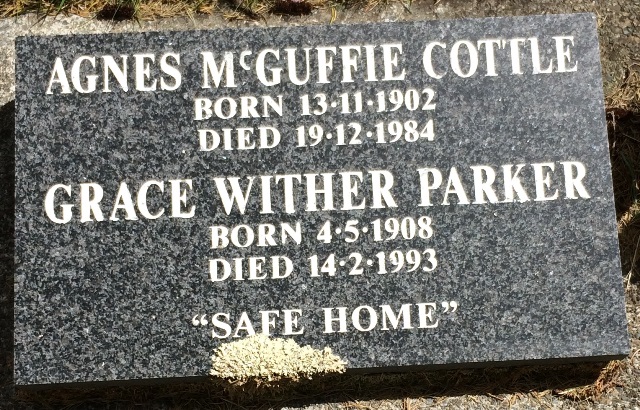 AGNES McGUFFIE COTTLE
BORN 13·11·1902
DIED 19·12·1984
GRACE WITHER PARKER
BORN 4·5·1908
DIED 14·2·1993
“SAFE HOME”